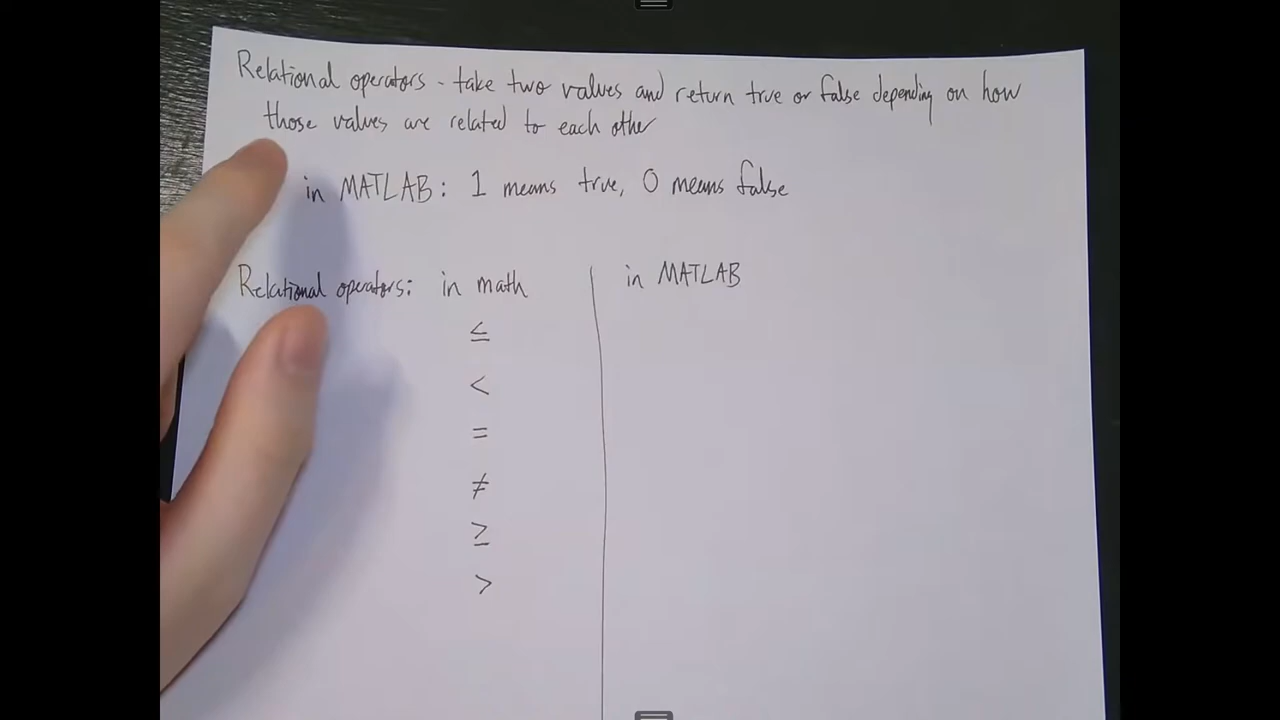 Relational operators - take two values and return true or false depending on how
those values are related to each other
in MATLAB: 1 means true, 0 means false
Relational operators: in math
in MATLAB
≤
<
=
≠
≥
>